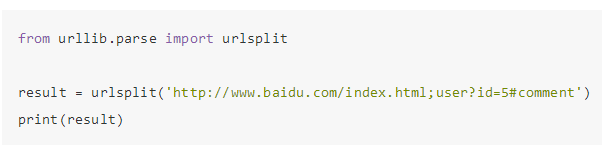 from urllib.parse import urlsplit
result = urlsplit('http://www.baidu.com/index.html;user?id=5#comment')
print(result)